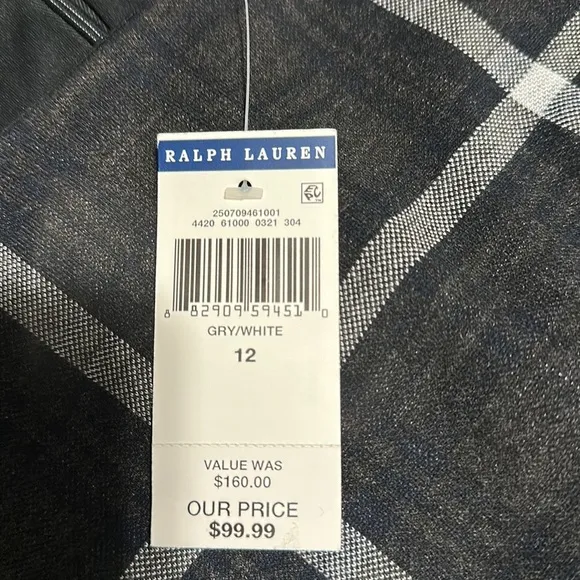 RALPH LAUREN
250709461001
4420 61000 0321 304
8 82909 59451 0
GRY/WHITE
12
VALUE WAS
$160.00
OUR PRICE
$99.99